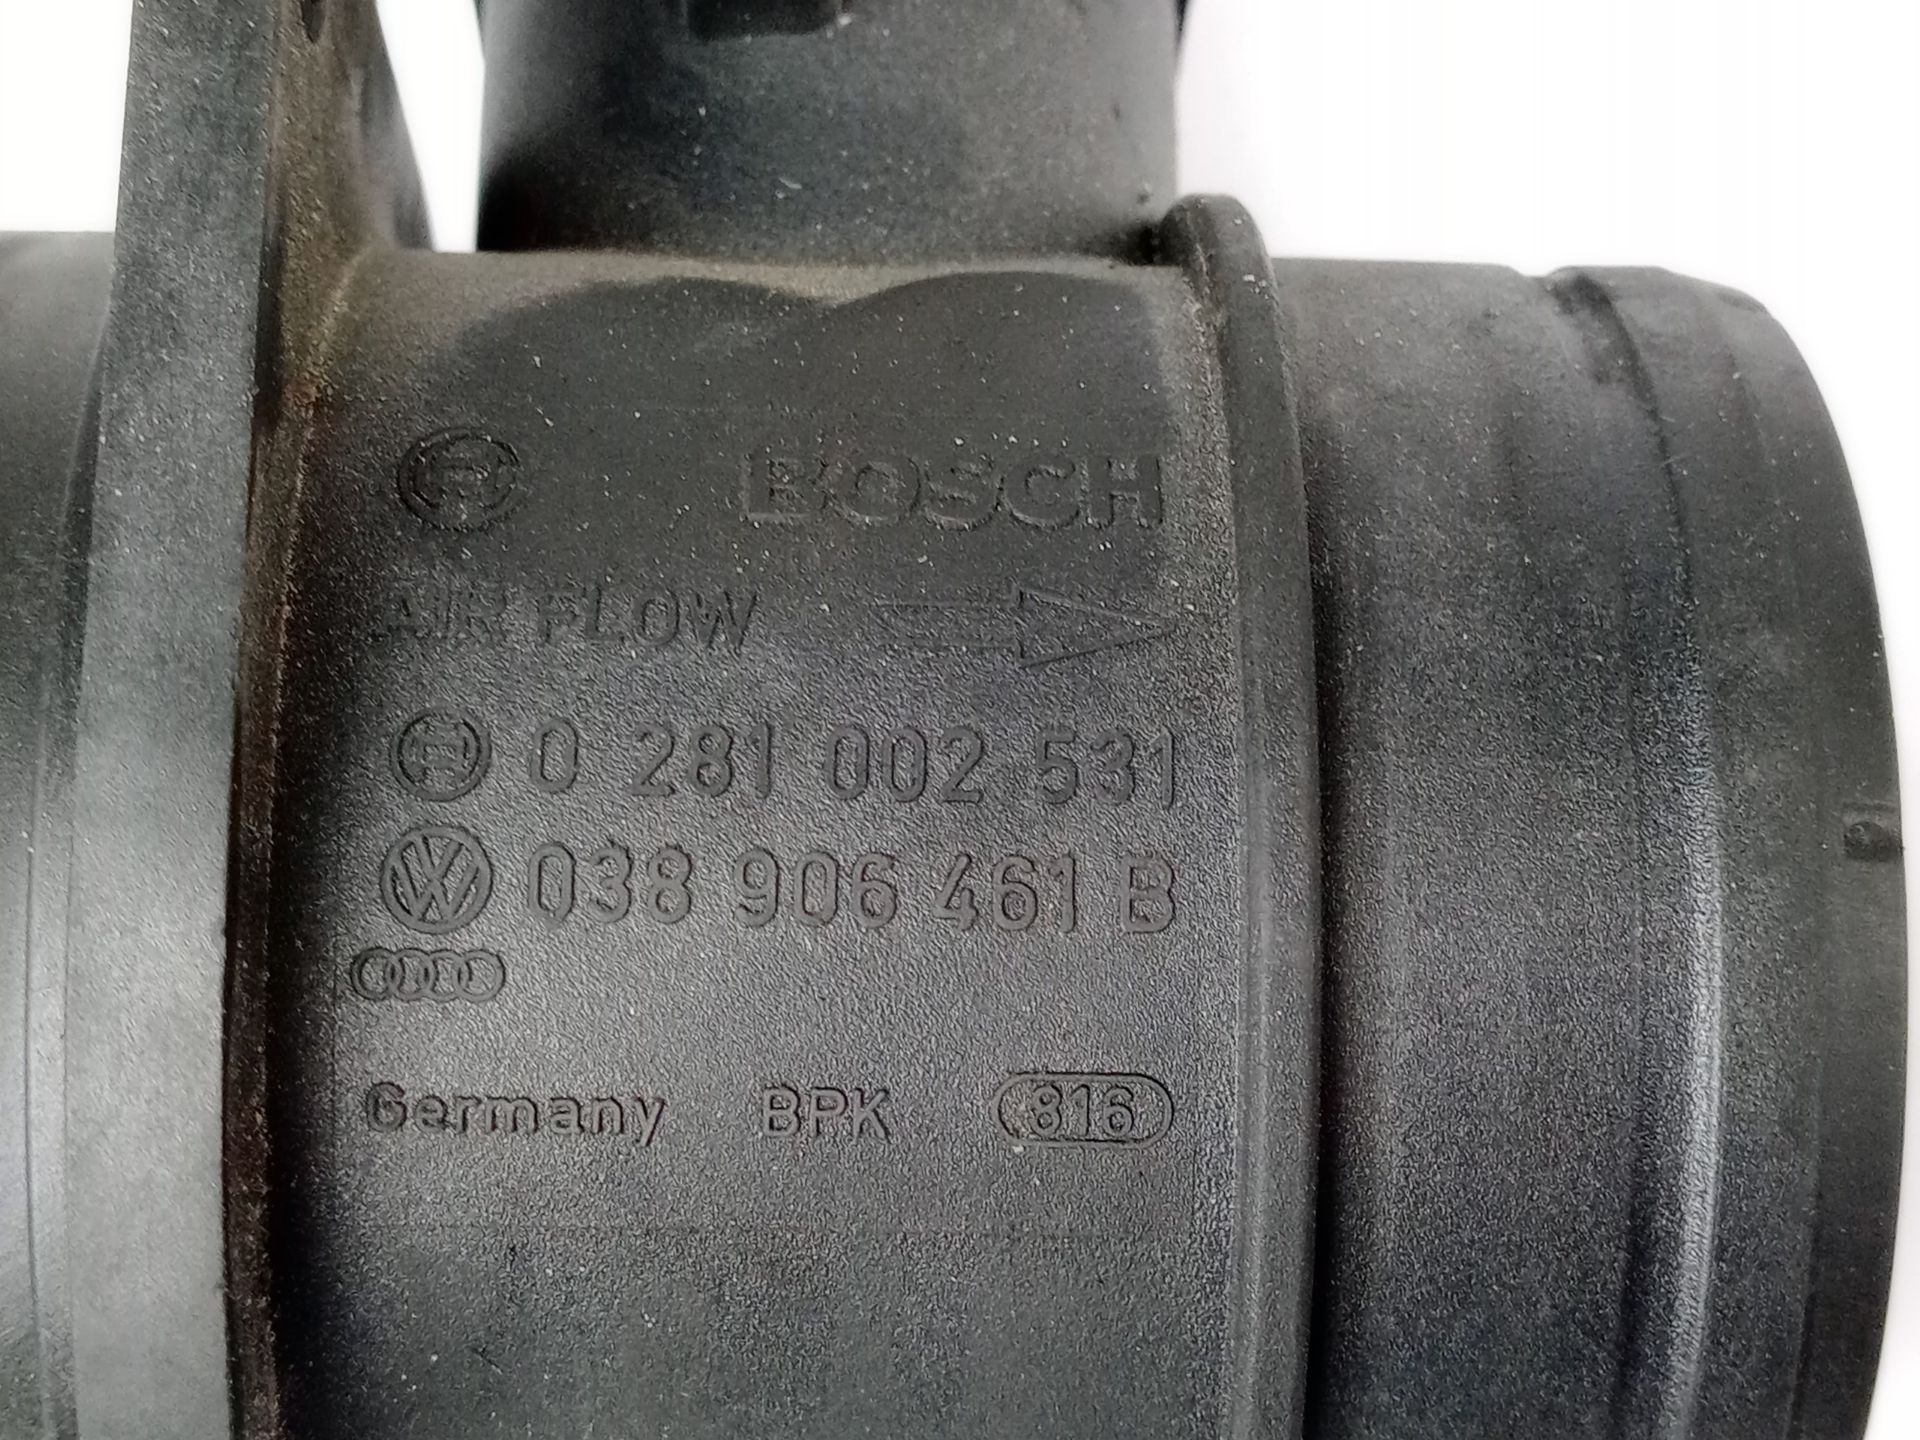 BOSCH
AIR FLOW
0 281 002 531
038 906 461 B
Germany BPK 816